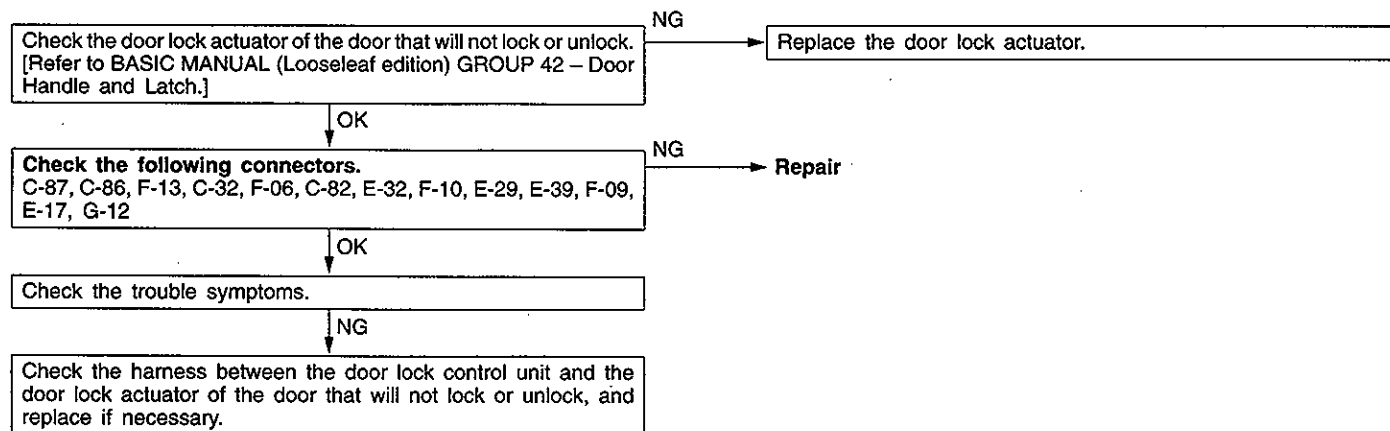 NG
Check the door lock actuator of the door that will not lock or unlock.
[Refer to BASIC MANUAL (Looseleaf edition) GROUP 42 – Door
Handle and Latch.]
Replace the door lock actuator.
OK
NG
Check the following connectors.
C-87, C-86, F-13, C-32, F-06, C-82, E-32, F-10, E-29, E-39, F-09,
E-17, G-12
Repair
OK
Check the trouble symptoms.
NG
Check the harness between the door lock control unit and the
door lock actuator of the door that will not lock or unlock, and
replace if necessary.